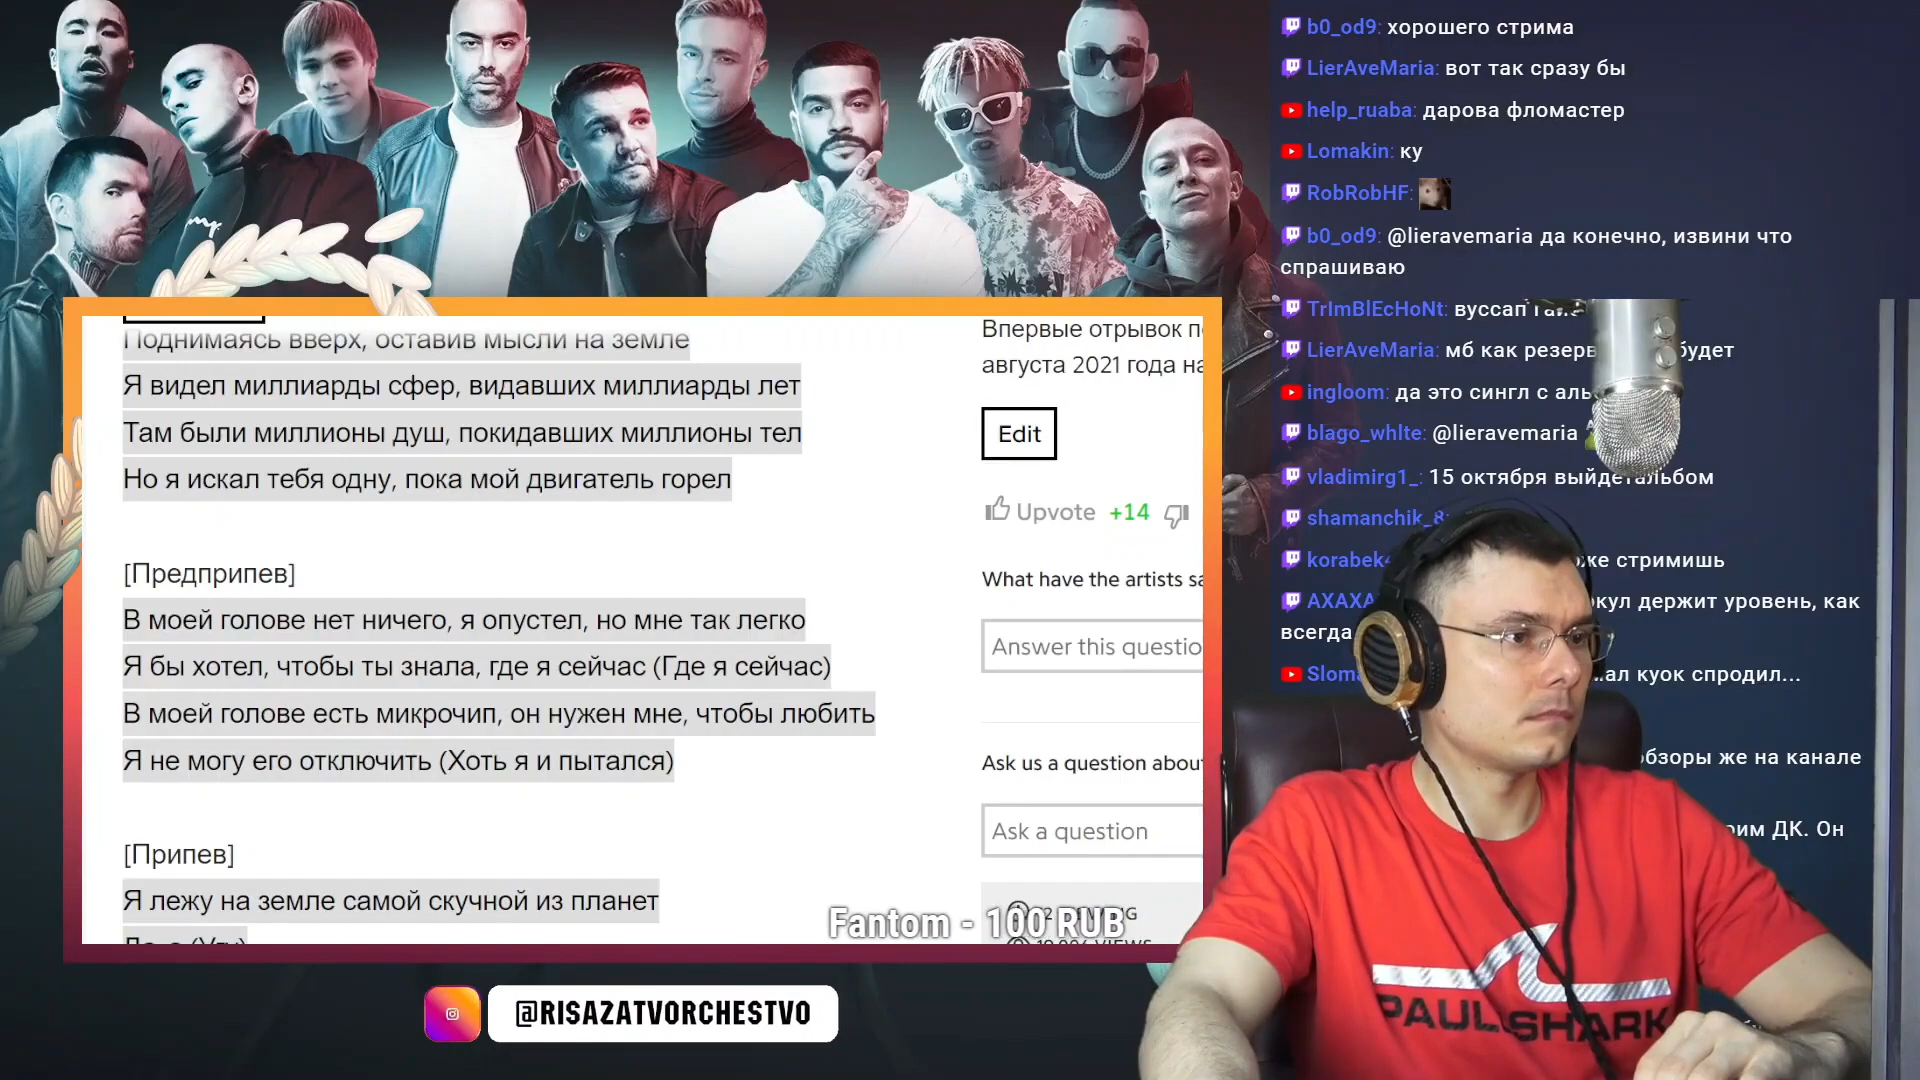 Поднимаясь вверх, оставив мысли на земле
Я видел миллиарды сфер, видавших миллиарды лет
Там были миллионы душ, покидавших миллионы тел
Но я искал тебя одну, пока мой двигатель горел
[Предприпев]
В моей голове нет ничего, я опустел, но мне так легко
Я бы хотел, чтобы ты знала, где я сейчас (Где я сейчас)
В моей голове есть микрочип, он нужен мне, чтобы любить
Я не могу его отключить (Хоть я и пытался)
[Припев]
Я лежу на земле самой скучной из планет
Впервые отрывок
августа 2021 года
Edit
Upvote +14
What have the artists
Answer this
Ask us a question
Ask a question
Fantom - 100 RUB
@RISAZATVORCHESTVO
b0_od9: хорошего стрима
LierAveMaria: вот так сразу бы
help_ruaba: дарова фломастер
Lomakin: ку
RobRobHF:
b0_od9: @lieravemaria да конечно, извини что
спрашиваю
TrImBlEcHoNt: вуссап
LierAveMaria: мб как резерв будет
ingloom: да это сингл с
blago_whlte: @lieravemaria
vladimirg1_: 15 октября выйдет альбом
shamanchik_8
стримишь
держит уровень, как
всегда
куок спродил...
обзоры же на канале
ДК. Он
PAUL & SHARK